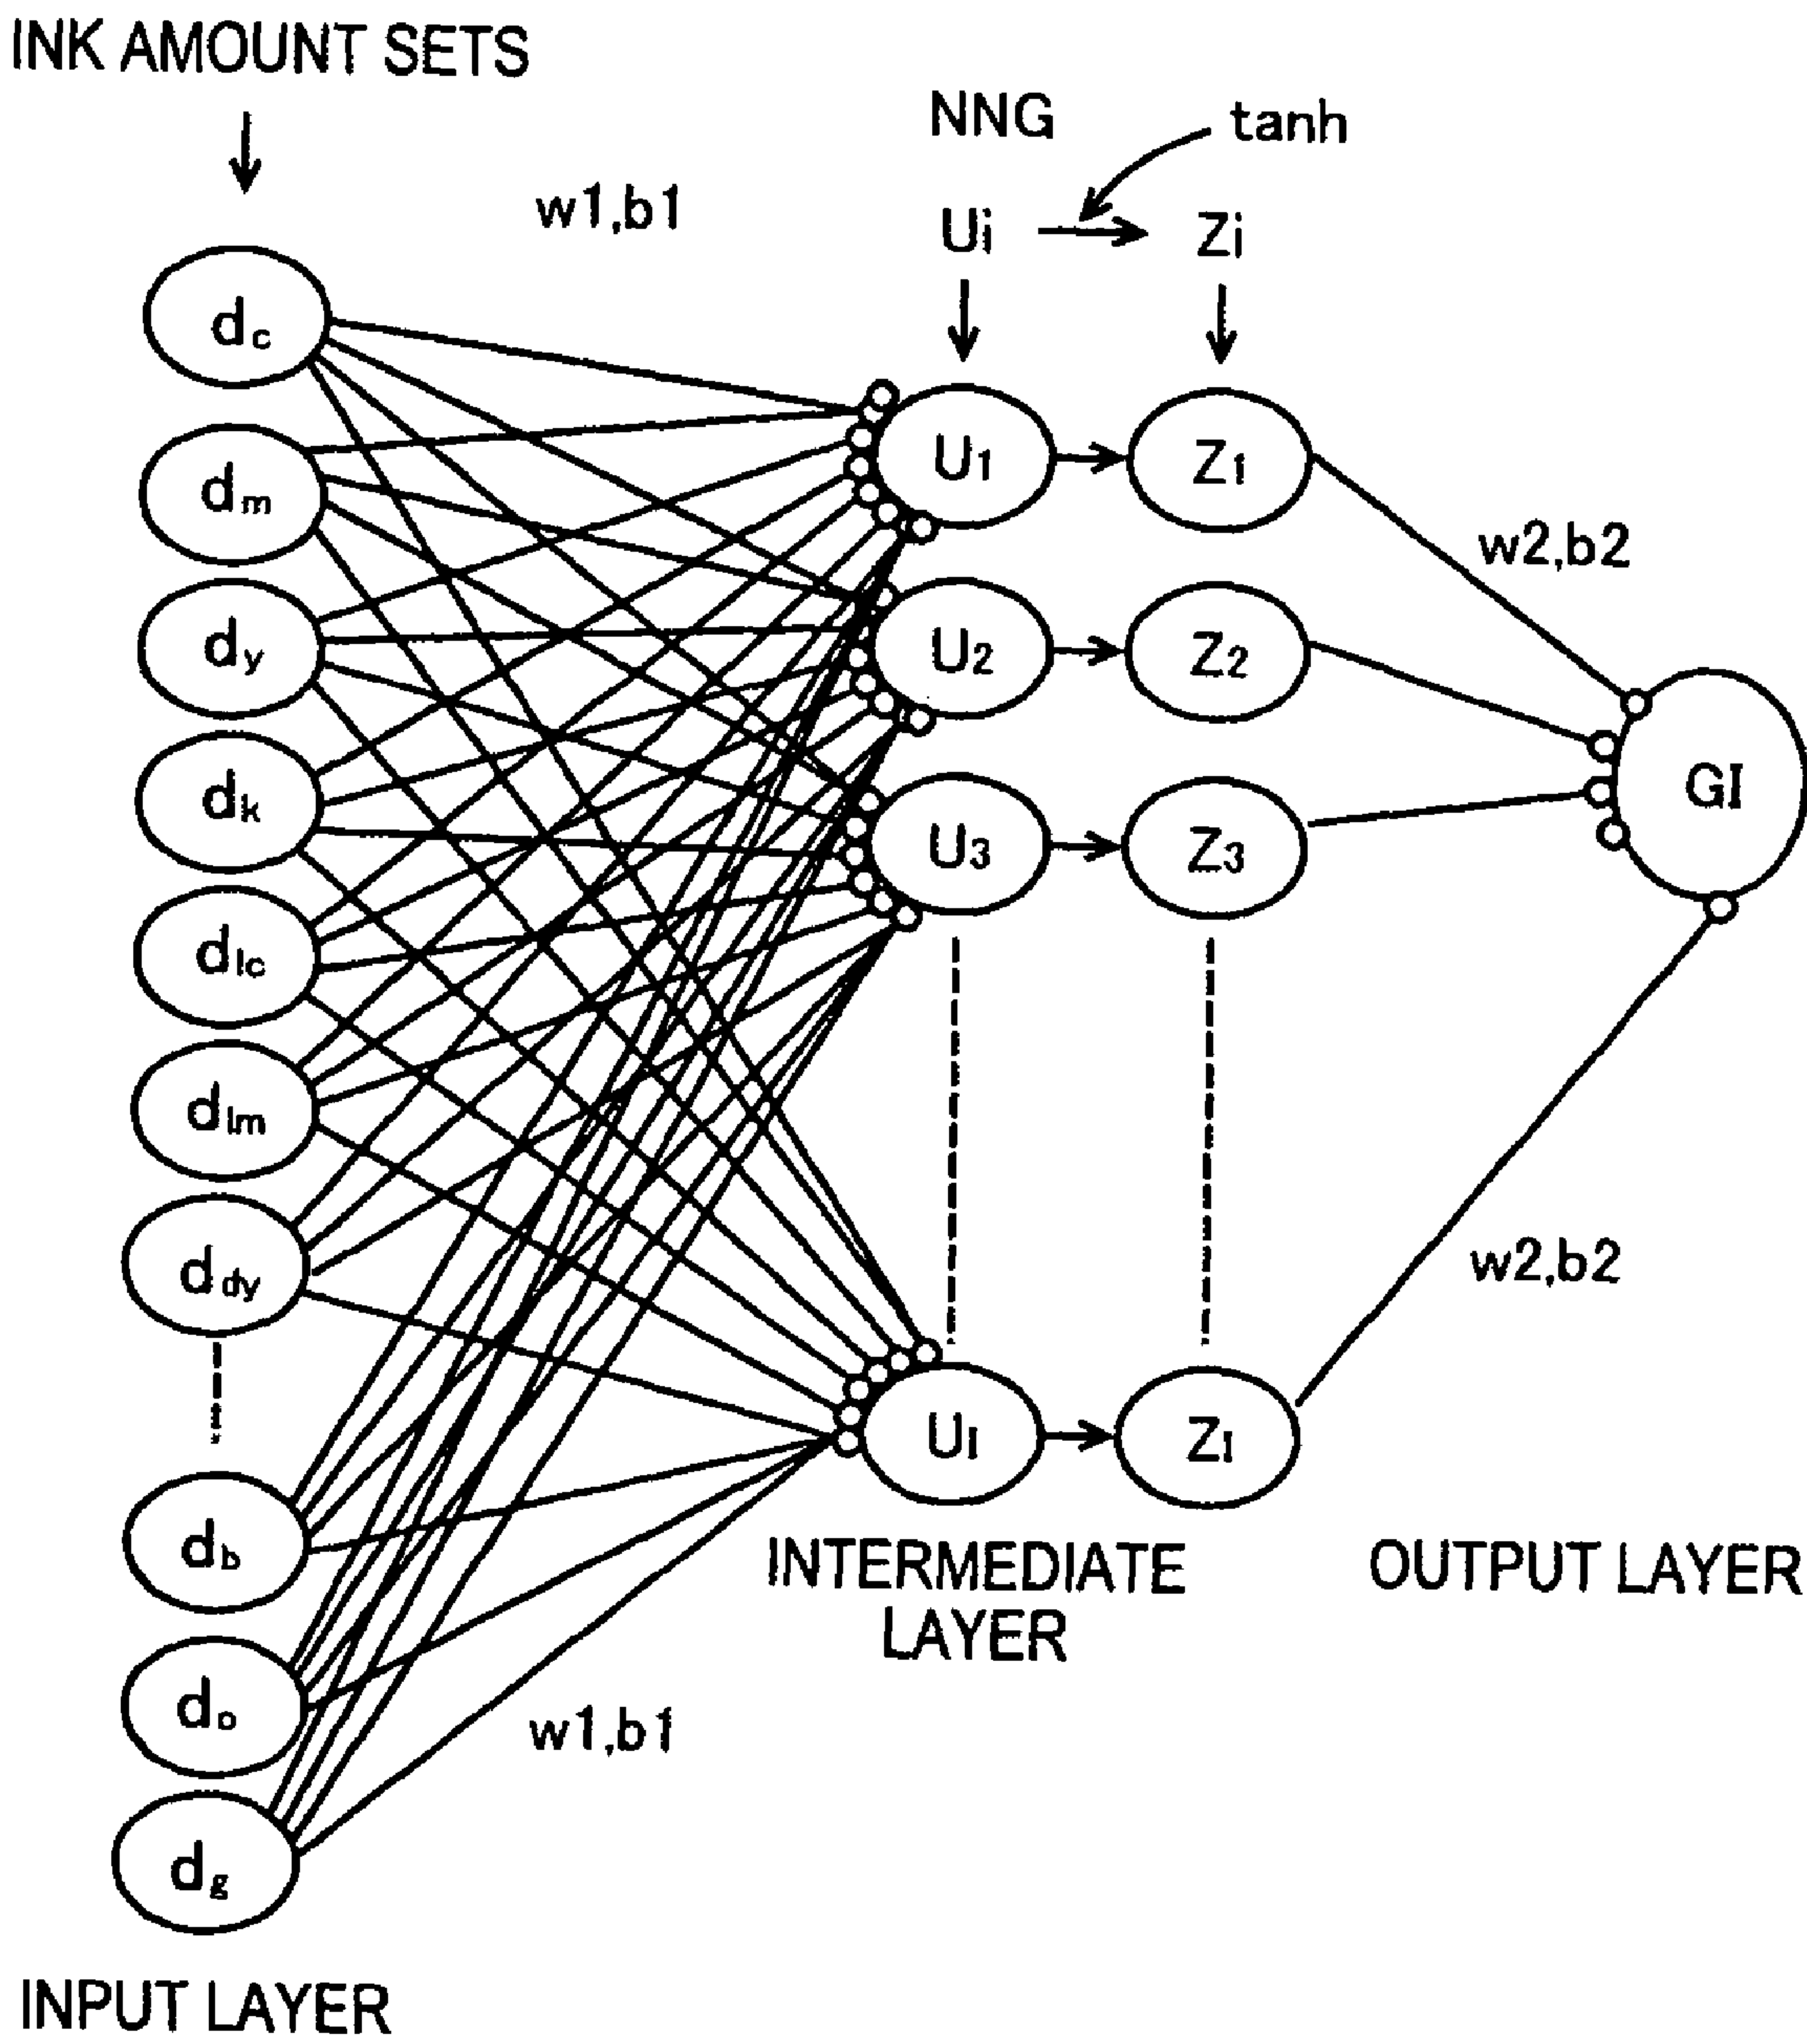 INK AMOUNT SETS
NNG
tanh
w1,b1
Ui
Zi
dc
dm
dy
dk
dlc
dlm
ddy
db
do
dg
U1
Z1
U2
Z2
U3
Z3
UI
ZI
w2,b2
GI
w2,b2
w1,b1
INTERMEDIATE
LAYER
OUTPUT LAYER
INPUT LAYER